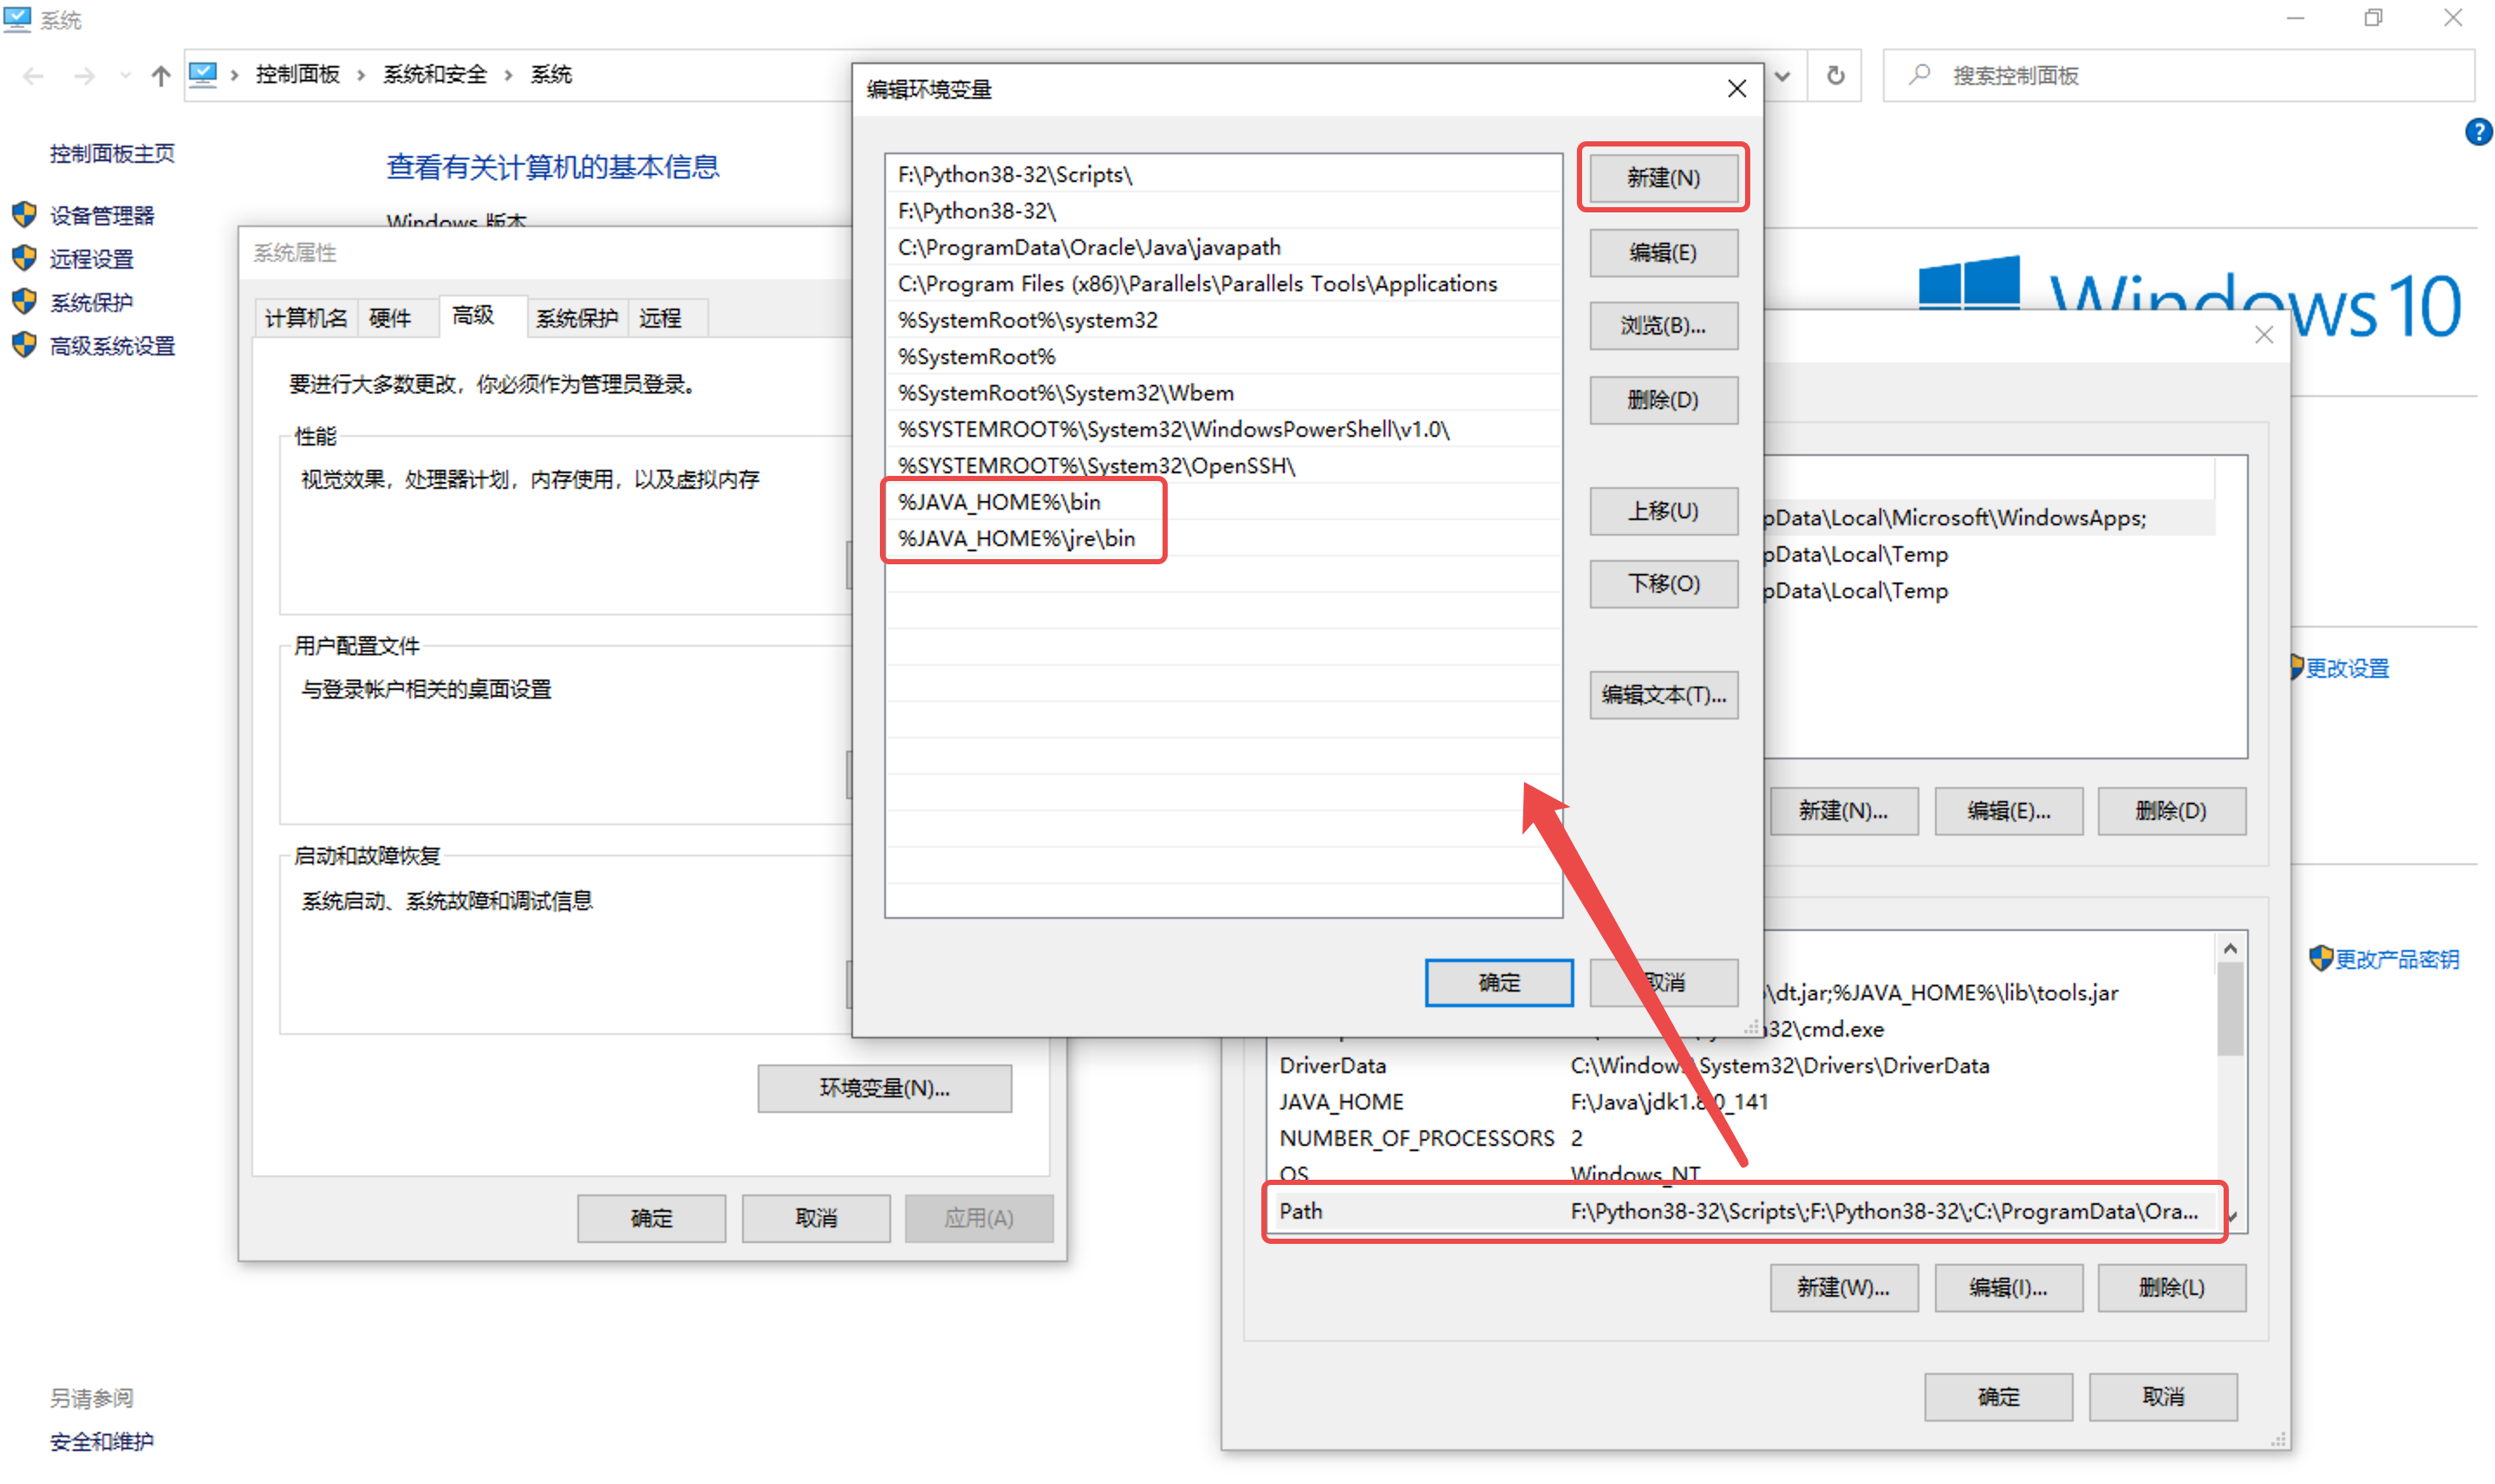 系统
控制面板 系统和安全 系统
搜索控制面板
控制面板主页
设备管理器
远程设置
系统保护
高级系统设置
另请参阅
安全和维护
查看有关计算机的基本信息
Windows 版本
Windows 10
更改设置
更改产品密钥
系统属性
计算机名 硬件 高级 系统保护 远程
要进行大多数更改，你必须作为管理员登录。
性能
视觉效果，处理器计划，内存使用，以及虚拟内存
用户配置文件
与登录帐户相关的桌面设置
启动和故障恢复
系统启动、系统故障和调试信息
环境变量(N)...
确定 取消 应用(A)
编辑环境变量
F:\Python38-32\Scripts\
F:\Python38-32\
C:\ProgramData\Oracle\Java\javapath
C:\Program Files (x86)\Parallels\Parallels Tools\Applications
%SystemRoot%\system32
%SystemRoot%
%SystemRoot%\System32\Wbem
%SYSTEMROOT%\System32\WindowsPowerShell\v1.0\
%SYSTEMROOT%\System32\OpenSSH\
%JAVA_HOME%\bin
%JAVA_HOME%\jre\bin
新建(N)
编辑(E)
浏览(B)...
删除(D)
上移(U)
下移(O)
编辑文本(T)...
确定 取消
pData\Local\Microsoft\WindowsApps;
pData\Local\Temp
pData\Local\Temp
新建(N)... 编辑(E)... 删除(D)
\dt.jar;%JAVA_HOME%\lib\tools.jar
32\cmd.exe
DriverData C:\Windows\System32\Drivers\DriverData
JAVA_HOME F:\Java\jdk1.8.0_141
NUMBER_OF_PROCESSORS 2
OS Windows_NT
Path F:\Python38-32\Scripts\;F:\Python38-32\;C:\ProgramData\Ora...
新建(W)... 编辑(I)... 删除(L)
确定 取消